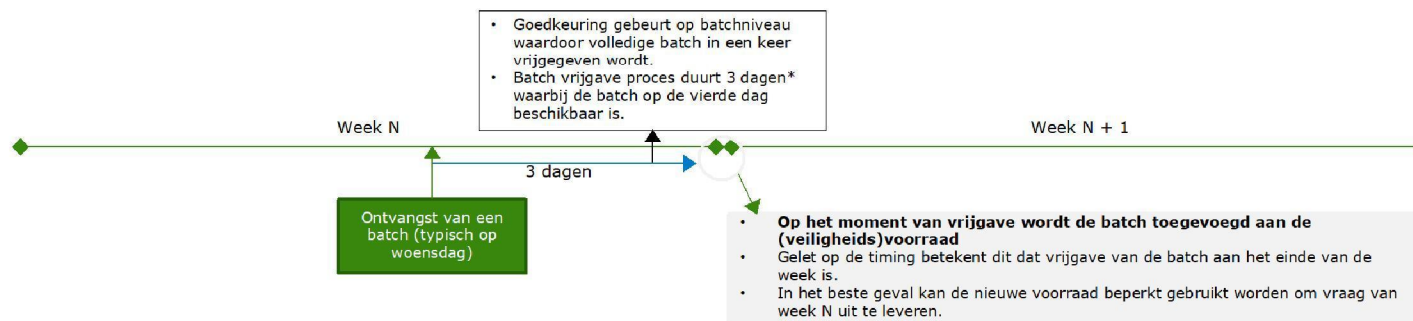 • Goedkeuring gebeurt op batchniveau
waardoor volledige batch in een keer
vrijgegeven wordt.
• Batch vrijgave proces duurt 3 dagen*
waarbij de batch op de vierde dag
beschikbaar is.
Week N
Week N + 1
3 dagen
Ontvangst van een
batch (typisch op
woensdag)
• Op het moment van vrijgave wordt de batch toegevoegd aan de
(veiligheids)voorraad
• Gelet op de timing betekent dit dat vrijgave van de batch aan het einde van de
week is.
• In het beste geval kan de nieuwe voorraad beperkt gebruikt worden om vraag van
week N uit te leveren.